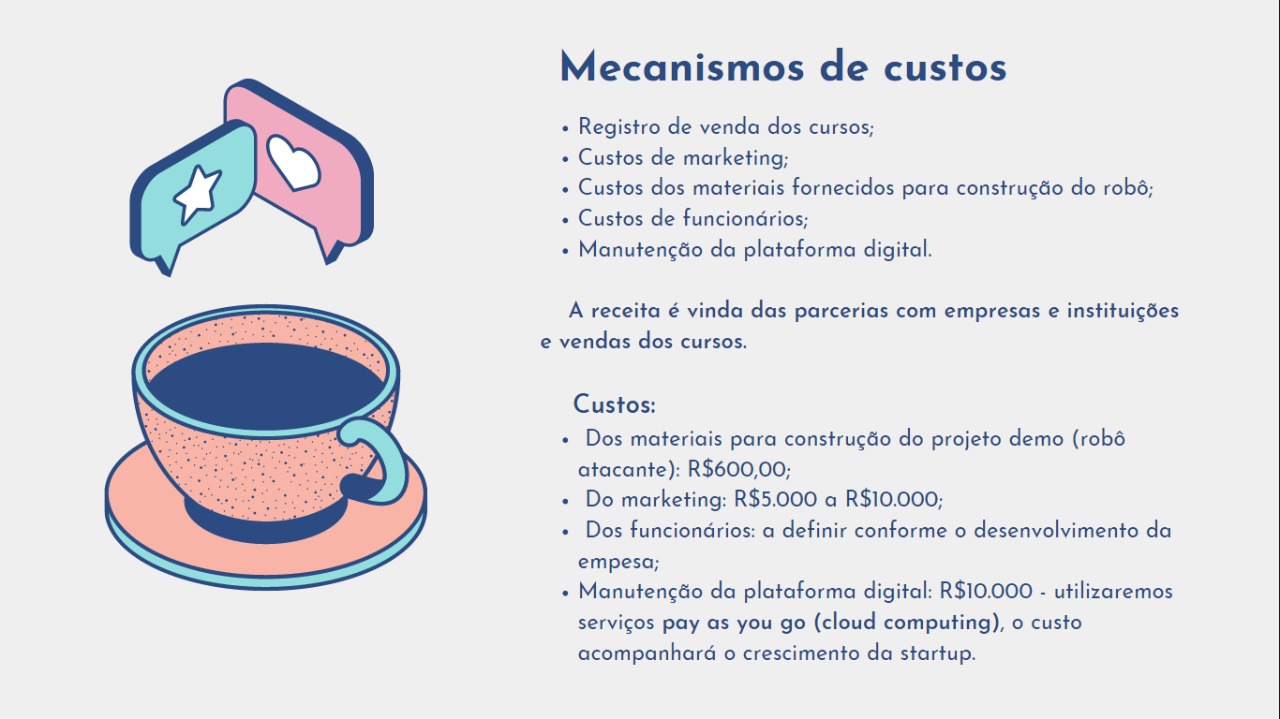 Mecanismos de custos
• Registro de venda dos cursos;
• Custos de marketing;
• Custos dos materiais fornecidos para construção do robô;
• Custos de funcionários;
• Manutenção da plataforma digital.
A receita é vinda das parcerias com empresas e instituições
e vendas dos cursos.
Custos:
• Dos materiais para construção do projeto demo (robô
atacante): R$600,00;
• Do marketing: R$5.000 a R$10.000;
• Dos funcionários: a definir conforme o desenvolvimento da
empesa;
• Manutenção da plataforma digital: R$10.000 - utilizaremos
serviços pay as you go (cloud computing), o custo
acompanhará o crescimento da startup.